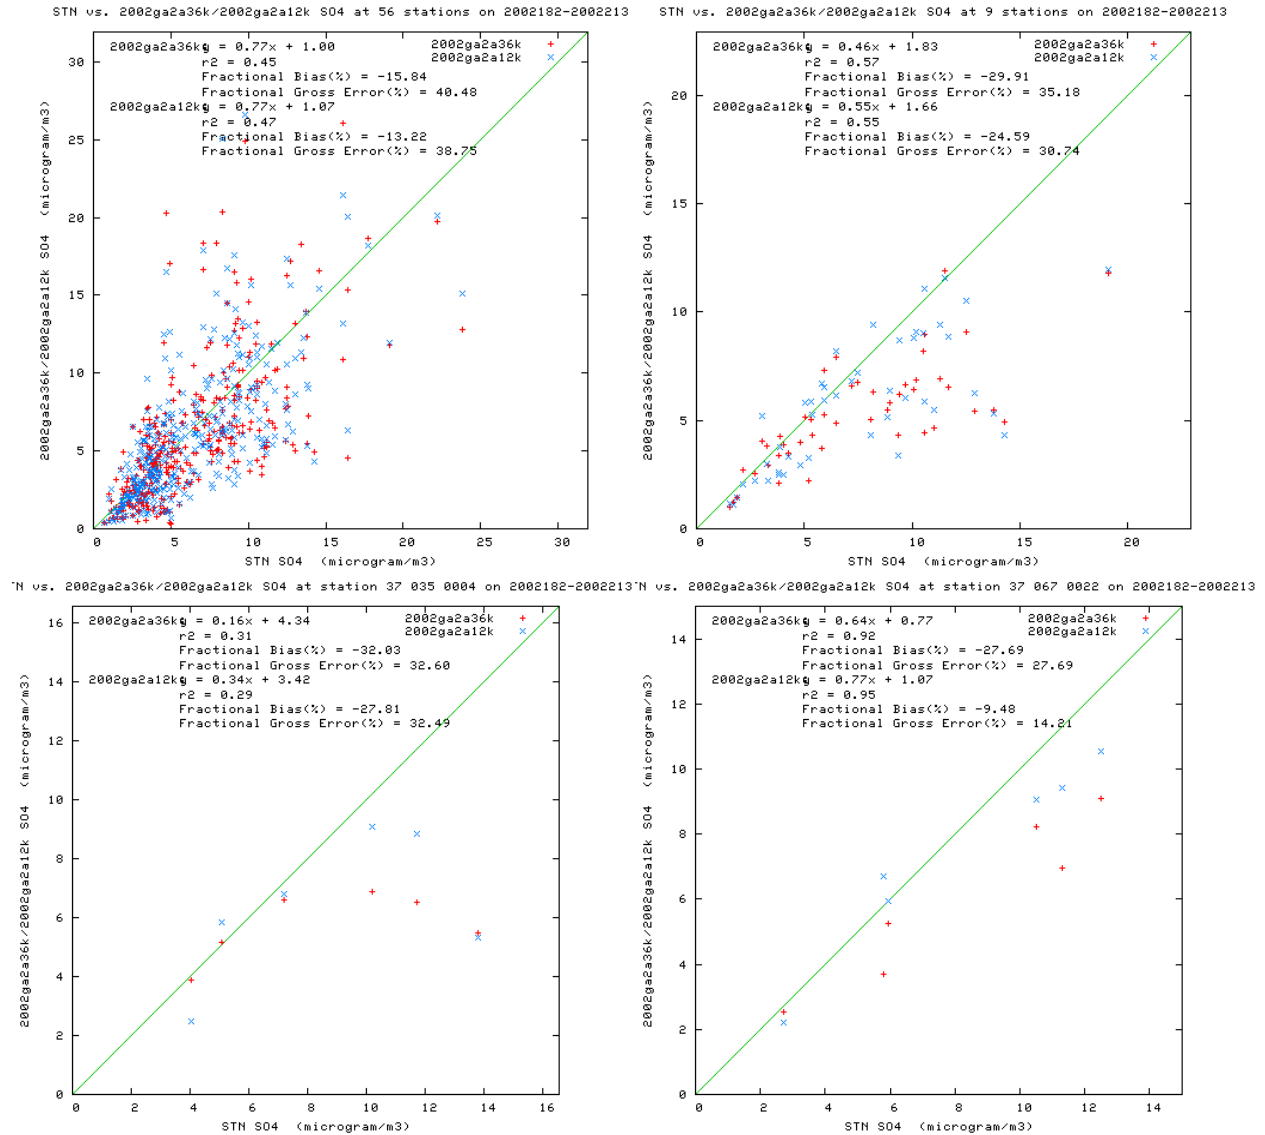 STN vs. 2002ga2a36k/2002ga2a12k SO4 at 56 stations on 2002182-2002213
2002ga2a36k y = 0.77x + 1.00
r2 = 0.45
Fractional Bias(%) = -15.84
Fractional Gross Error(%) = 40.48
2002ga2a12k y = 0.77x + 1.07
r2 = 0.47
Fractional Bias(%) = -13.22
Fractional Gross Error(%) = 38.75
2002ga2a36k
2002ga2a12k
30
25
20
15
10
5
0
0 5 10 15 20 25 30
2002ga2a36k/2002ga2a12k SO4 (microgram/m3)
STN SO4 (microgram/m3)
STN vs. 2002ga2a36k/2002ga2a12k SO4 at 9 stations on 2002182-2002213
2002ga2a36k y = 0.46x + 1.83
r2 = 0.57
Fractional Bias(%) = -29.91
Fractional Gross Error(%) = 35.18
2002ga2a12k y = 0.55x + 1.66
r2 = 0.55
Fractional Bias(%) = -24.59
Fractional Gross Error(%) = 30.74
2002ga2a36k
2002ga2a12k
20
15
10
5
0
0 5 10 15 20
2002ga2a36k/2002ga2a12k SO4 (microgram/m3)
STN SO4 (microgram/m3)
TN vs. 2002ga2a36k/2002ga2a12k SO4 at station 37 035 0004 on 2002182-2002213
2002ga2a36k y = 0.16x + 4.34
r2 = 0.31
Fractional Bias(%) = -32.03
Fractional Gross Error(%) = 32.60
2002ga2a12k y = 0.34x + 3.42
r2 = 0.29
Fractional Bias(%) = -27.81
Fractional Gross Error(%) = 32.49
2002ga2a36k
2002ga2a12k
16
14
12
10
8
6
4
2
0
0 2 4 6 8 10 12 14 16
2002ga2a36k/2002ga2a12k SO4 (microgram/m3)
STN SO4 (microgram/m3)
TN vs. 2002ga2a36k/2002ga2a12k SO4 at station 37 067 0022 on 2002182-2002213
2002ga2a36k y = 0.64x + 0.77
r2 = 0.92
Fractional Bias(%) = -27.69
Fractional Gross Error(%) = 27.69
2002ga2a12k y = 0.77x + 1.07
r2 = 0.95
Fractional Bias(%) = -9.48
Fractional Gross Error(%) = 14.21
2002ga2a36k
2002ga2a12k
14
12
10
8
6
4
2
0
0 2 4 6 8 10 12 14
2002ga2a36k/2002ga2a12k SO4 (microgram/m3)
STN SO4 (microgram/m3)